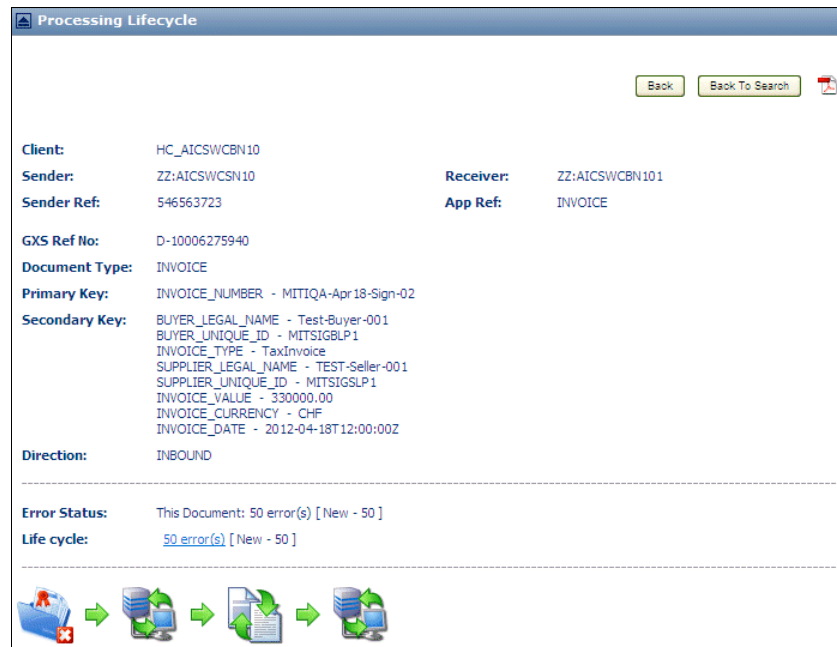 Processing Lifecycle
Back Back To Search
Client: HC_AICSWCBN10
Sender: ZZ:AICSWCSN10 Receiver: ZZ:AICSWCBN101
Sender Ref: 546563723 App Ref: INVOICE
GXS Ref No: D-10006275940
Document Type: INVOICE
Primary Key: INVOICE_NUMBER - MITIQA-Apr18-Sign-02
Secondary Key: BUYER_LEGAL_NAME - Test-Buyer-001
BUYER_UNIQUE_ID - MITSIGBLP1
INVOICE_TYPE - TaxInvoice
SUPPLIER_LEGAL_NAME - TEST-Seller-001
SUPPLIER_UNIQUE_ID - MITSIGSLP1
INVOICE_VALUE - 330000.00
INVOICE_CURRENCY - CHF
INVOICE_DATE - 2012-04-18T12:00:00Z
Direction: INBOUND
Error Status: This Document: 50 error(s) [ New - 50 ]
Life cycle: 50 error(s) [ New - 50 ]